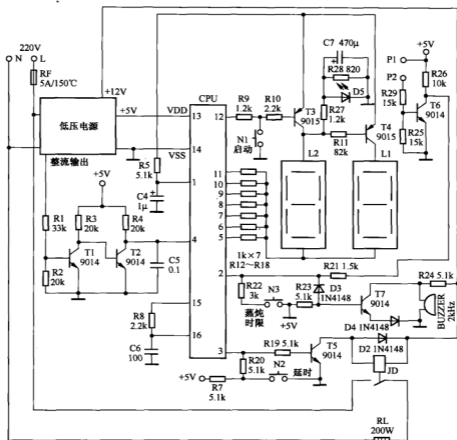 220V
N
L
RF
5A/150℃
+12V
低压电源
+5V
整流输出
+5V
R1
33k
R3
20k
R4
20k
R2
20k
T1
9014
T2
9014
R5
5.1k
C4
1μ
C5
0.1
R8
2.2k
C6
100
CPU
VDD
VSS
13
14
1
4
15
16
12
11
10
9
8
7
6
5
2
3
R9
1.2k
R10
2.2k
N1
启动
1k×7
R12~R18
T3
9015
C7 470μ
R28 820
D5
R27
1.2k
R11
82k
T4
9015
L2
L1
P1
P2
+5V
R26
10k
R29
15k
R25
15k
T6
9014
R21 1.5k
R22
3k
N3
蒸炖
时限
+5V
R23
5.1k
D3
1N4148
T7
9014
R24 5.1k
BUZZER
2kHz
D4 1N4148
R19 5.1k
R20
5.1k
N2
延时
T5
9014
D2 1N4148
JD
+5V
R7
5.1k
RL
200W